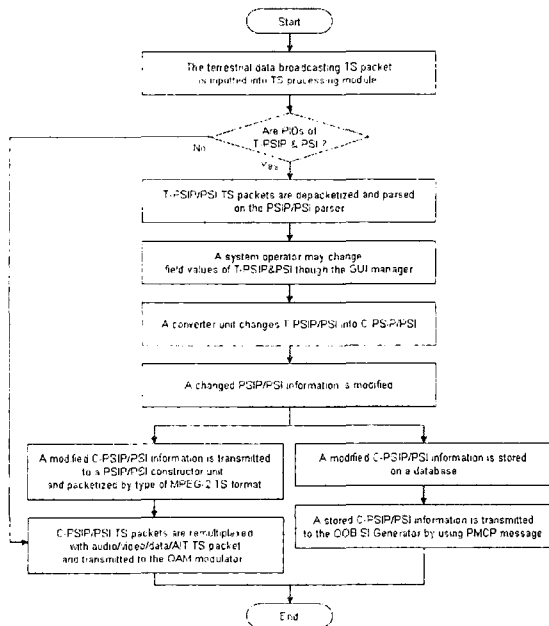 Start
The terrestrial data broadcasting TS packet
is inputted into TS processing module
Are PIDs of
T-PSIP & PSI ?
No
Yes
T-PSIP/PSI TS packets are depacketized and parsed
on the PSIP/PSI parser
A system operator may change
field values of T-PSIP&PSI though the GUI manager
A converter unit changes T-PSIP/PSI into C-PSIP/PSI
A changed PSIP/PSI information is modified
A modified C-PSIP/PSI information is transmitted
to a PSIP/PSI constructor unit
and packetized by type of MPEG-2 TS format
A modified C-PSIP/PSI information is stored
on a database
C-PSIP/PSI TS packets are remultiplexed
with audio/video/data/AIT TS packet
and transmitted to the QAM modulator
A stored C-PSIP/PSI information is transmitted
to the OOB SI Generator by using PMCP message
End